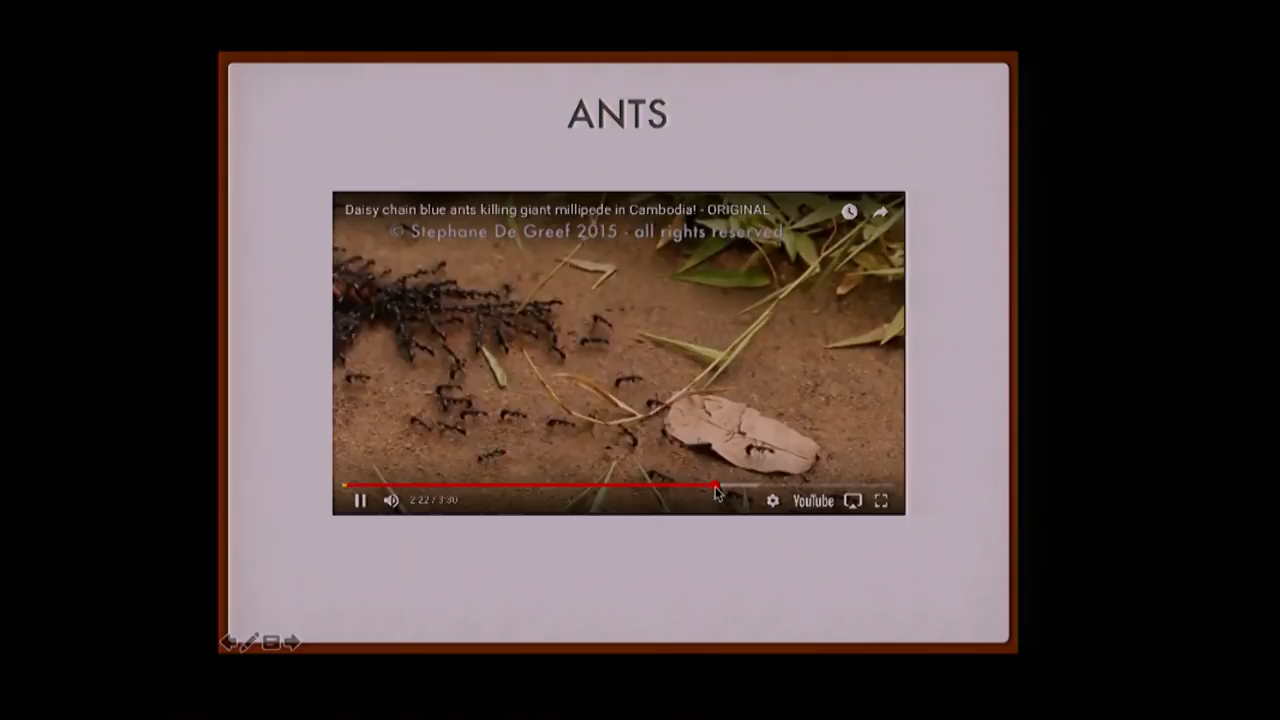 ANTS
Daisy chain blue ants killing giant millipede in Cambodia! - ORIGINAL
© Stephane De Greef 2015 - all rights reserved
2:22 / 3:30
YouTube